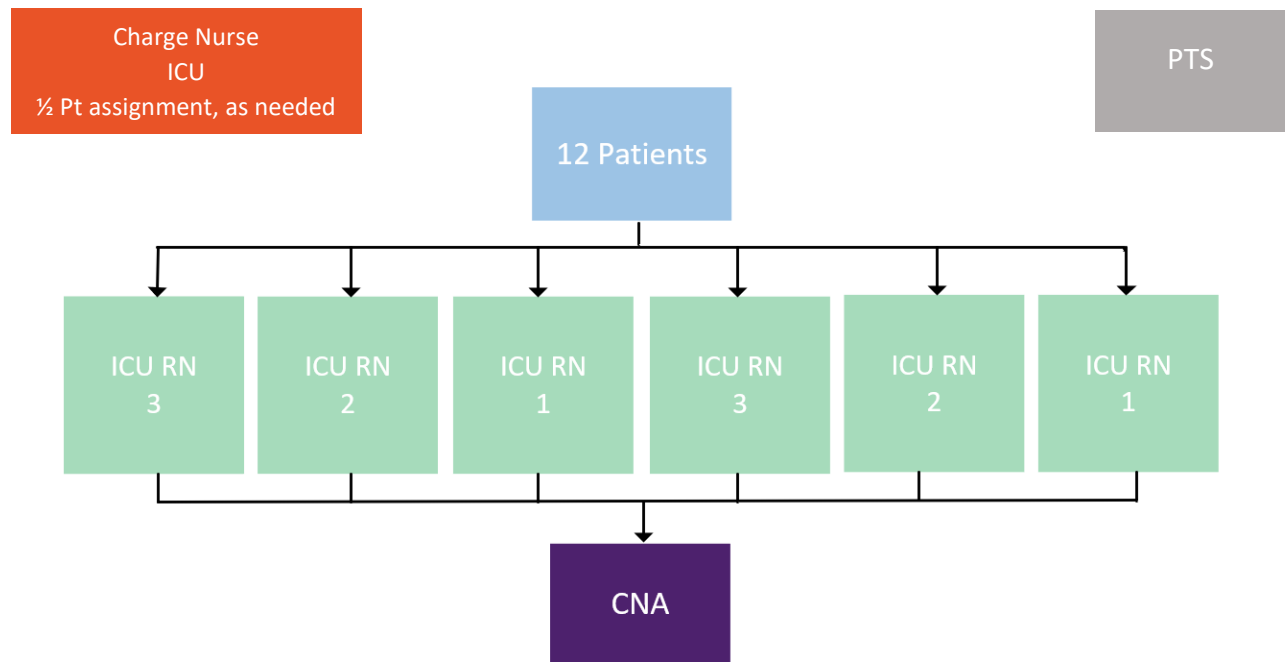 Charge Nurse
ICU
½ Pt assignment, as needed
PTS
12 Patients
ICU RN
3
ICU RN
2
ICU RN
1
ICU RN
3
ICU RN
2
ICU RN
1
CNA